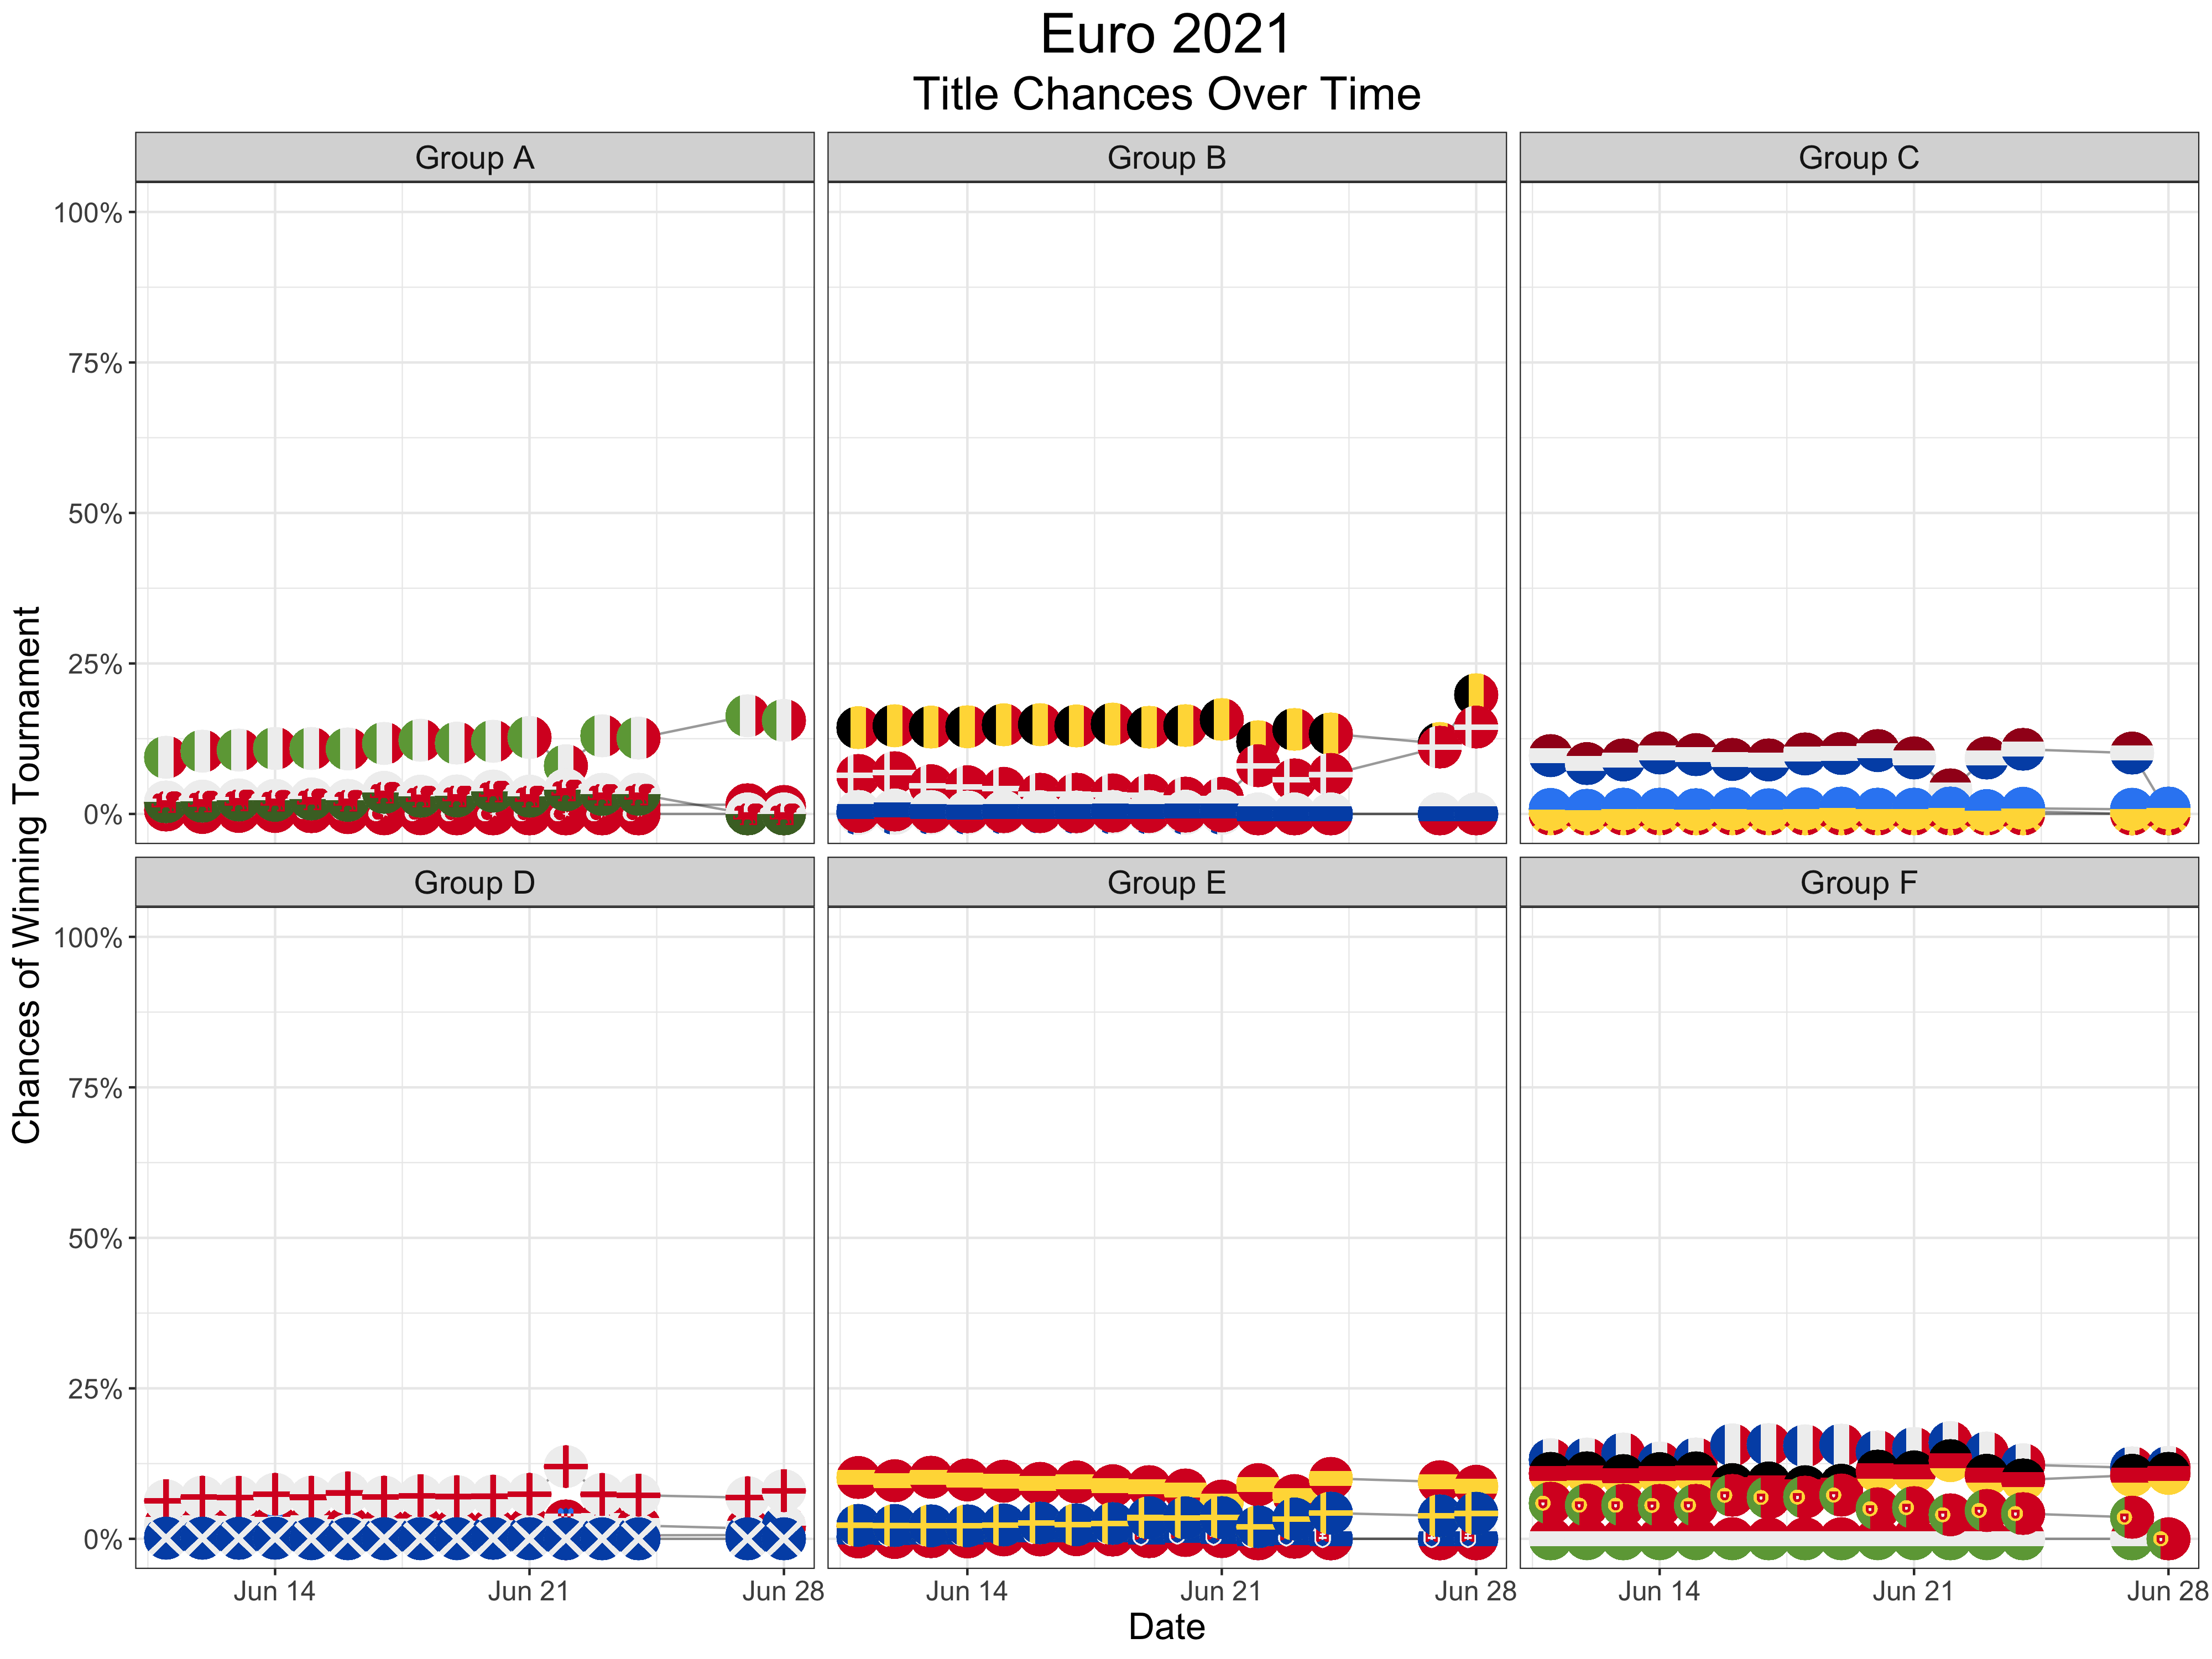 Euro 2021
Title Chances Over Time
Group A
Group B
Group C
100%
75%
50%
25%
0%
Group D
Group E
Group F
100%
75%
50%
25%
0%
Jun 14
Jun 21
Jun 28
Jun 14
Jun 21
Jun 28
Jun 14
Jun 21
Jun 28
Date
Chances of Winning Tournament